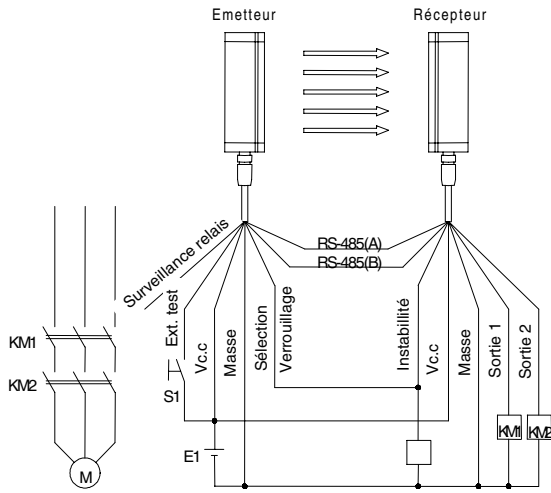 Emetteur
Récepteur
RS-485(A)
RS-485(B)
Surveillance relais
Ext. test
Vc.c
Masse
Sélection
Verrouillage
Instabillité
Vc.c
Masse
Sortie 1
Sortie 2
KM1
KM2
S1
E1
KM1
KM2
M